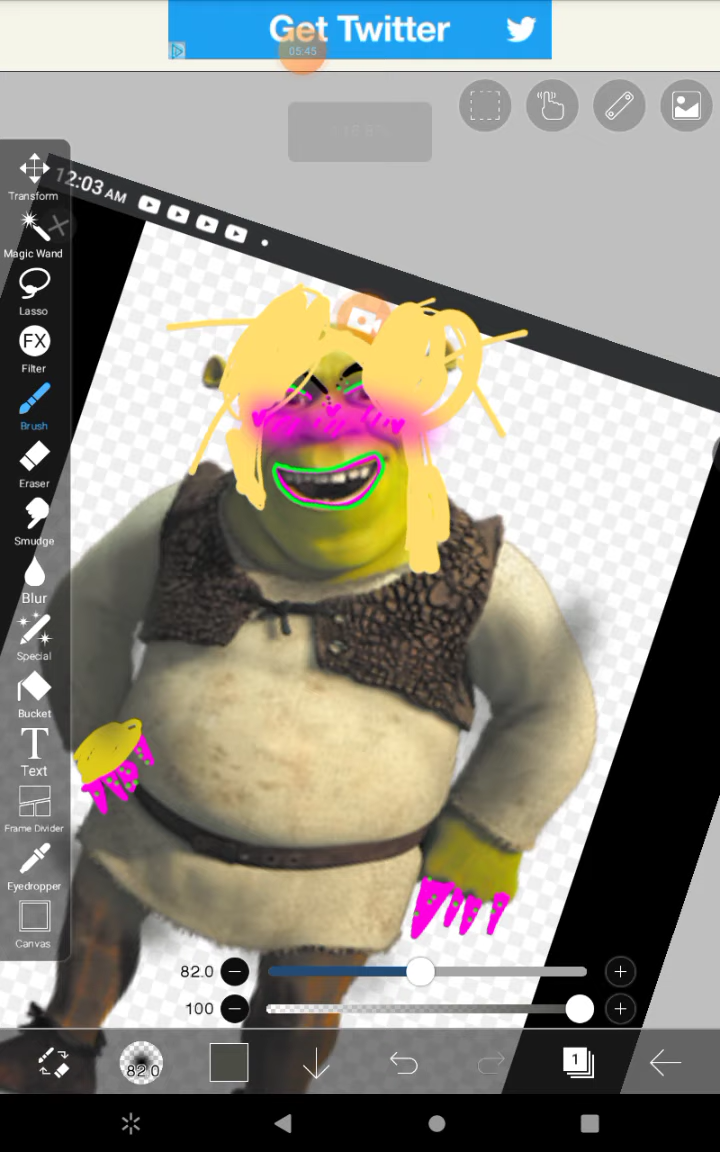 Get Twitter
05:45
12:03 AM
Transform
Magic Wand
Lasso
FX
Filter
Brush
Eraser
Smudge
Blur
Special
Bucket
T
Text
Frame Divider
Eyedropper
Canvas
82.0
100
82.0
1